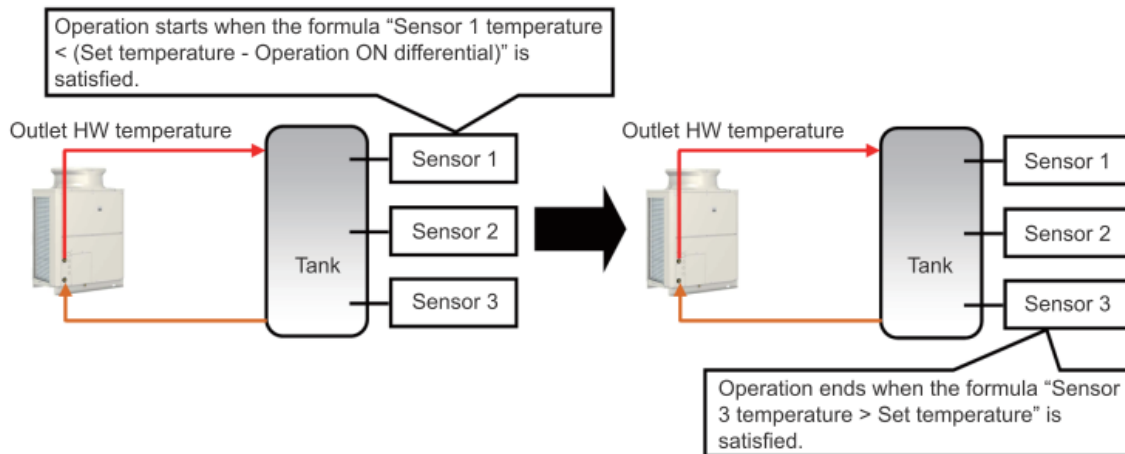 Operation starts when the formula “Sensor 1 temperature
< (Set temperature - Operation ON differential)” is
satisfied.
Outlet HW temperature
Sensor 1
Sensor 2
Tank
Sensor 3
Outlet HW temperature
Sensor 1
Sensor 2
Tank
Sensor 3
Operation ends when the formula “Sensor
3 temperature > Set temperature” is
satisfied.